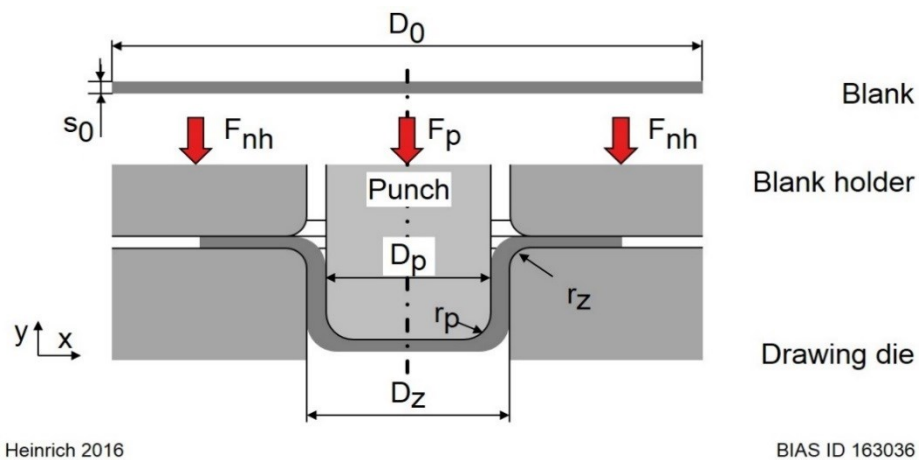 D0
s0
Blank
Fnh
Fp
Fnh
Punch
Blank holder
Dp
rp
rz
y
x
Drawing die
Dz
Heinrich 2016
BIAS ID 163036